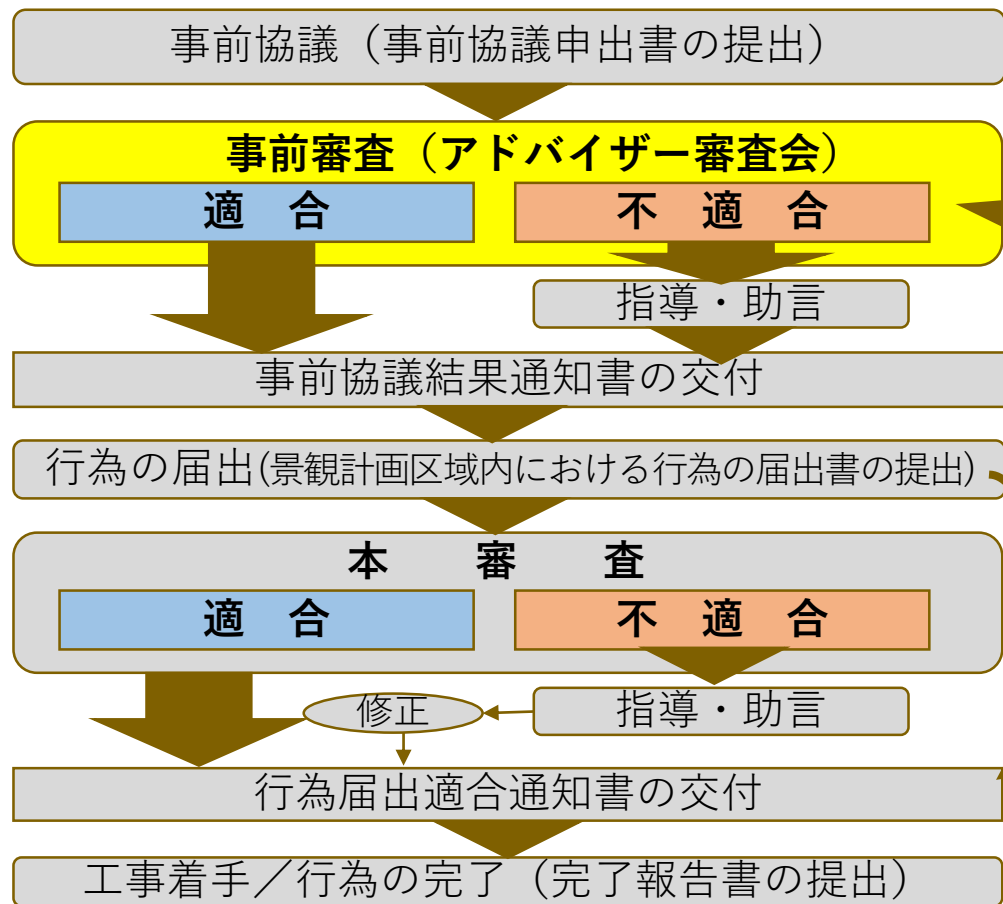 事前協議（事前協議申出書の提出）
事前審査（アドバイザー審査会）
適　合
不　適　合
指導・助言
事前協議結果通知書の交付
行為の届出(景観計画区域内における行為の届出書の提出)
本　審　査
適　合
不　適　合
修正
指導・助言
行為届出適合通知書の交付
工事着手／行為の完了（完了報告書の提出）